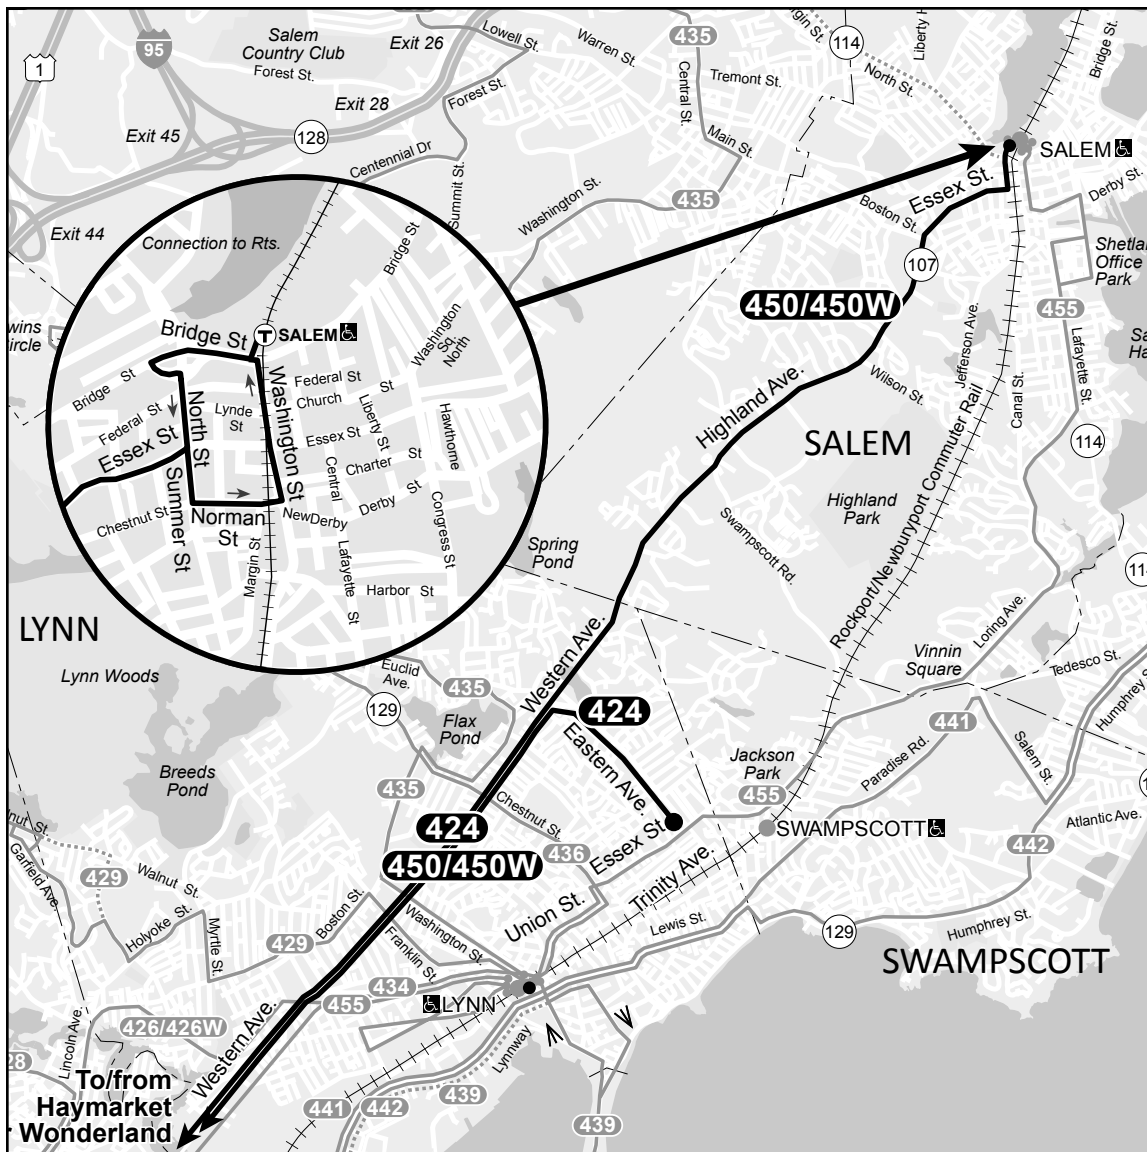 Salem
Country Club
Forest St.
Exit 26
Lowell St.
Warren St.
435
114
Liberty H
Bridge St.
95
1
Exit 28
Exit 45
128
Forest St.
Central St.
Tremont St.
North St.
Main St.
Centennial Dr
Summit St.
Washington St.
435
Boston St.
Essex St.
SALEM
Derby St.
Exit 44
Connection to Rts.
107
Shetla
Office
Park
wins
ircle
450/450W
455
Sa
Ha
Bridge St
Bridge St
SALEM
T
Washington
Sq.
North
Bridge St
Federal St
Church
Lynde
St
Washington St
Liberty St
Hawthorne
Federal St
Essex St
North St
Essex St
Central
Charter St
Derby St
Chestnut St
Summer St
Norman
St
NewDerby
Congress St
Margin St
Lafayette St
Harbor St
Highland Ave.
Wilson St.
Jefferson Ave.
Canal St.
Lafayette St.
114
SALEM
Highland
Park
Swampscott Rd.
Rockport/Newburyport Commuter Rail
Spring
Pond
114
LYNN
Lynn Woods
Euclid
Ave.
435
129
Flax
Pond
Western Ave.
424
Eastern Ave.
Vinnin
Square
Loring Ave.
Tedesco St.
Humphrey S
441
Paradise Rd.
Salem St.
Jackson
Park
455
Breeds
Pond
435
Chestnut St.
424
450/450W
436
Essex St
SWAMPSCOTT
Atlantic Ave.
442
Trinity Ave.
Garfield Ave.
429
Walnut St.
Holyoke St.
Myrtle St.
429
Boston St.
Washington St.
Franklin St.
Union St.
Lewis St.
129
Humphrey St.
SWAMPSCOTT
434
455
LYNN
426/426W
Western Ave.
Lincoln Ave.
Lynnway
To/from
Haymarket
Wonderland
441
442
439
439